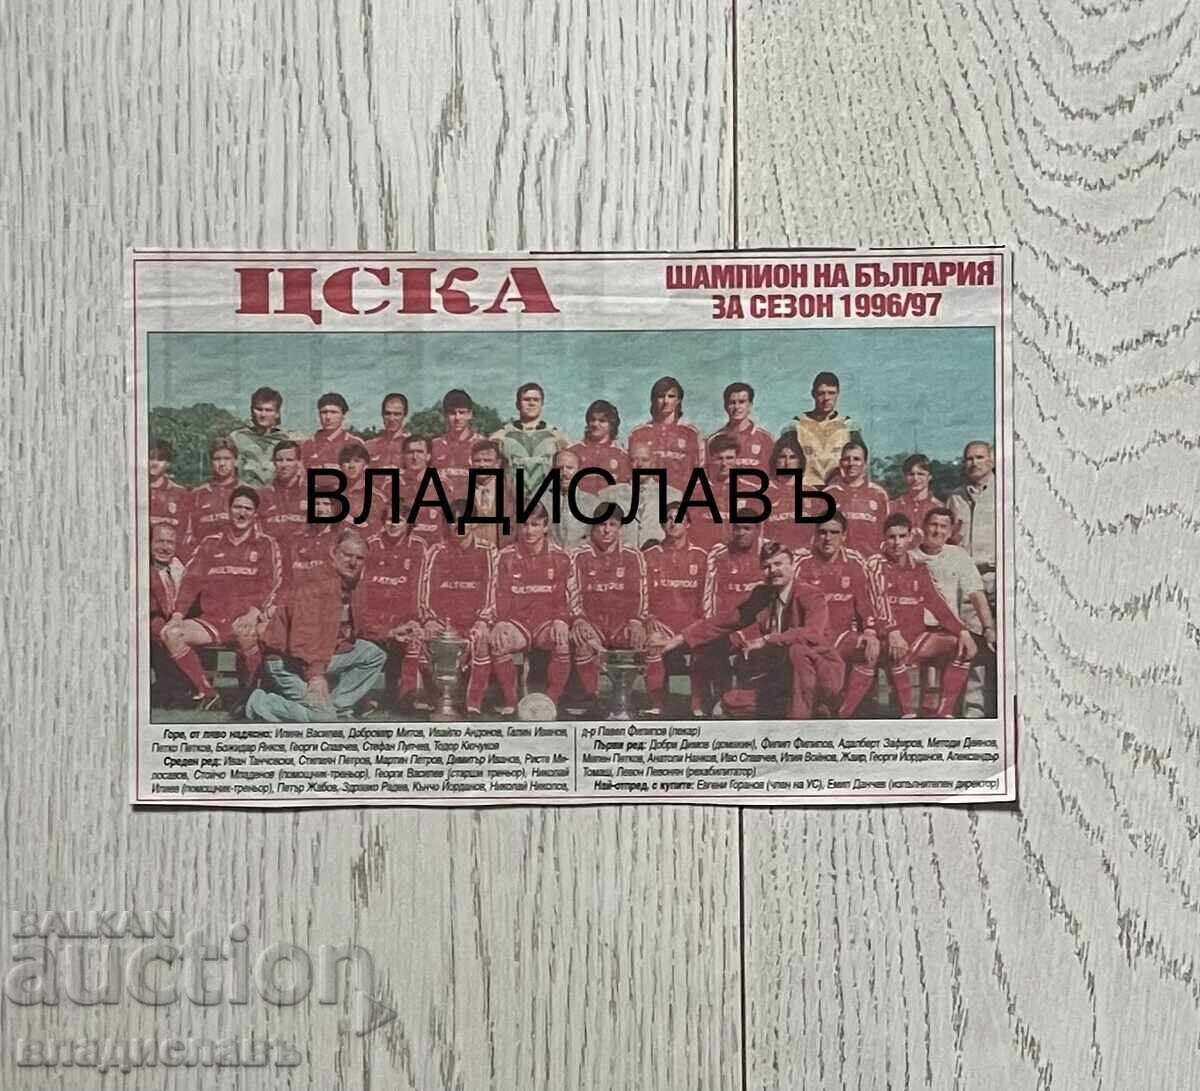 ЦСКА
ШАМПИОН НА БЪЛГАРИЯ
ЗА СЕЗОН 1996/97
ВЛАДИСЛАВЪ
Горе, от ляво надясно: Илиян Василев, Добромир Митов, Ивайло Андонов, Галин Иванов,
Петко Петков, Божидар Янков, Георги Славчев, Стефан Лулчев, Тодор Кючуков
Среден ред: Иван Танчовски, Стилиян Петров, Мартин Петров, Димитър Иванов, Ристе Ми-
лосавов, Стойчо Младенов (помощник-треньор), Георги Василев (старши треньор), Николай
Илиев (помощник-треньор), Петър Жабов, Здравко Радев, Кънчо Йорданов, Николай Николов,
д-р Павел Филипов (лекар)
Първи ред: Добри Димов (домакин), Филип Филипов, Адалберт Зафиров, Методи Деянов,
Милен Петков, Анатоли Нанков, Иво Славчев, Илия Войнов, Жаир, Георги Йорданов, Александър
Томаш, Левон Левонян (рехабилитатор)
Най-отпред, с купите: Евгени Горанов (член на УС), Емил Данчев (изпълнителен директор)
BALKAN
auction
владиславъ